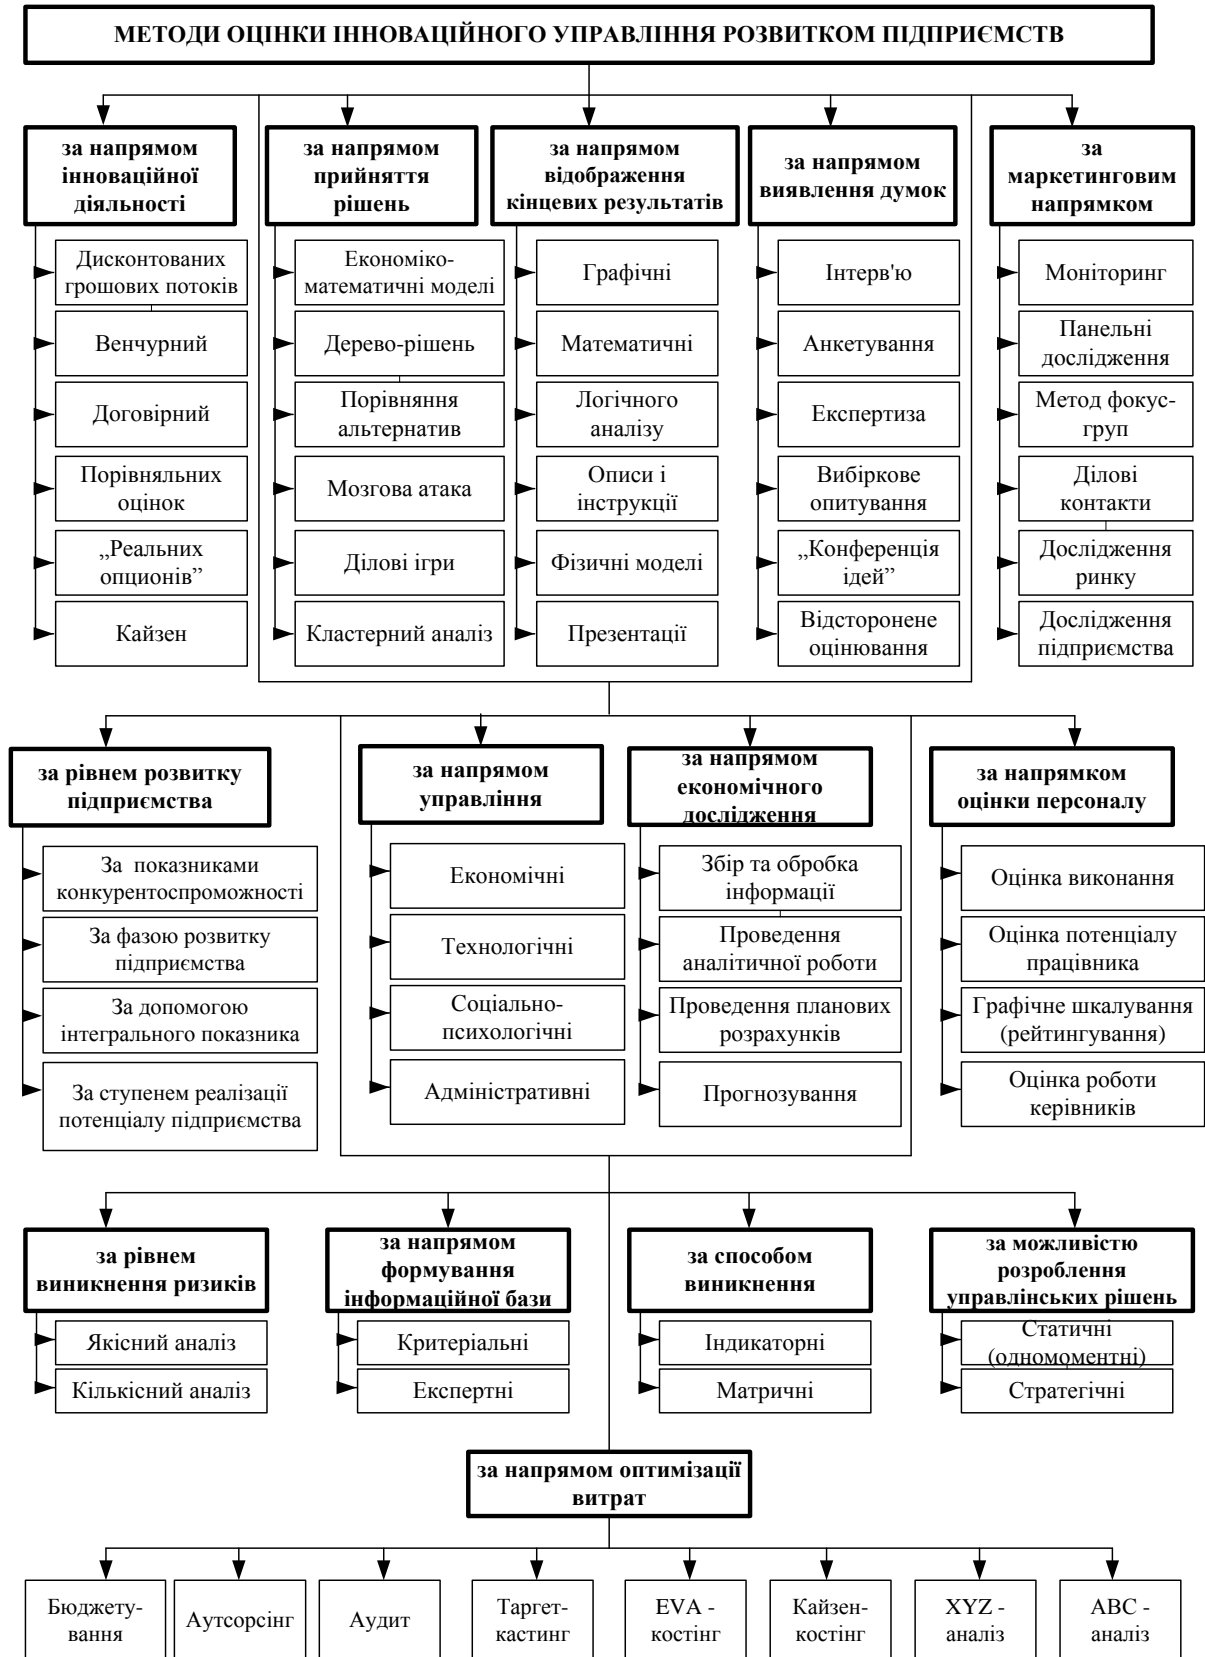 МЕТОДИ ОЦІНКИ ІННОВАЦІЙНОГО УПРАВЛІННЯ РОЗВИТКОМ ПІДПРИЄМСТВ
за напрямом
інноваційної
діяльності
Дисконтованих
грошових потоків
Венчурний
Договірний
Порівняльних
оцінок
„Реальних
опционів”
Кайзен
за напрямом
прийняття
рішень
Економіко-
математичні моделі
Дерево-рішень
Порівняння
альтернатив
Мозгова атака
Ділові ігри
Кластерний аналіз
за напрямом
відображення
кінцевих результатів
Графічні
Математичні
Логічного
аналізу
Описи і
інструкції
Фізичні моделі
Презентації
за напрямом
виявлення думок
Інтерв'ю
Анкетування
Експертиза
Вибіркове
опитування
„Конференція
ідей”
Відсторонене
оцінювання
за
маркетинговим
напрямком
Моніторинг
Панельні
дослідження
Метод фокус-
груп
Ділові
контакти
Дослідження
ринку
Дослідження
підприємства
за рівнем розвитку
підприємства
За показниками
конкурентоспроможності
За фазою розвитку
підприємства
За допомогою
інтегрального показника
За ступенем реалізації
потенціалу підприємства
за напрямом
управління
Економічні
Технологічні
Соціально-
психологічні
Адміністративні
за напрямом
економічного
дослідження
Збір та обробка
інформації
Проведення
аналітичної роботи
Проведення планових
розрахунків
Прогнозування
за напрямком
оцінки персоналу
Оцінка виконання
Оцінка потенціалу
працівника
Графічне шкалування
(рейтингування)
Оцінка роботи
керівників
за рівнем
виникнення ризиків
Якісний аналіз
Кількісний аналіз
за напрямом
формування
інформаційної бази
Критеріальні
Експертні
за способом
виникнення
Індикаторні
Матричні
за можливістю
розроблення
управлінських рішень
Статичні
(одномоментні)
Стратегічні
за напрямом оптимізації
витрат
Бюджету-
вання
Аутсорсінг
Аудит
Таргет-
кастинг
EVA -
костінг
Кайзен-
костінг
XYZ -
аналіз
ABC -
аналіз